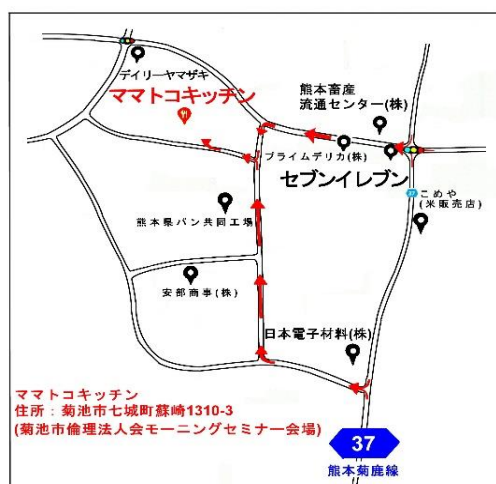 デイリーヤマザキ
ママトコキッチン
熊本畜産
流通センター(株)
プライムデリカ(株)
セブンイレブン
こめや
(米販売店)
熊本県パン共同工場
安部商事(株)
日本電子材料(株)
ママトコキッチン
住所:菊池市七城町蘇崎1310-3
(菊池市倫理法人会モーニングセミナー会場)
37
熊本菊鹿線